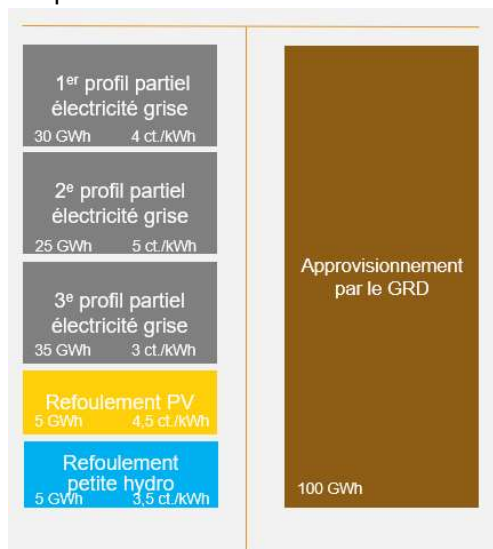 1er profil partiel
électricité grise
30 GWh 4 ct./kWh
2e profil partiel
électricité grise
25 GWh 5 ct./kWh
3e profil partiel
électricité grise
35 GWh 3 ct./kWh
Refoulement PV
5 GWh 4,5 ct./kWh
Refoulement
petite hydro
5 GWh 3,5 ct./kWh
Approvisionnement
par le GRD
100 GWh